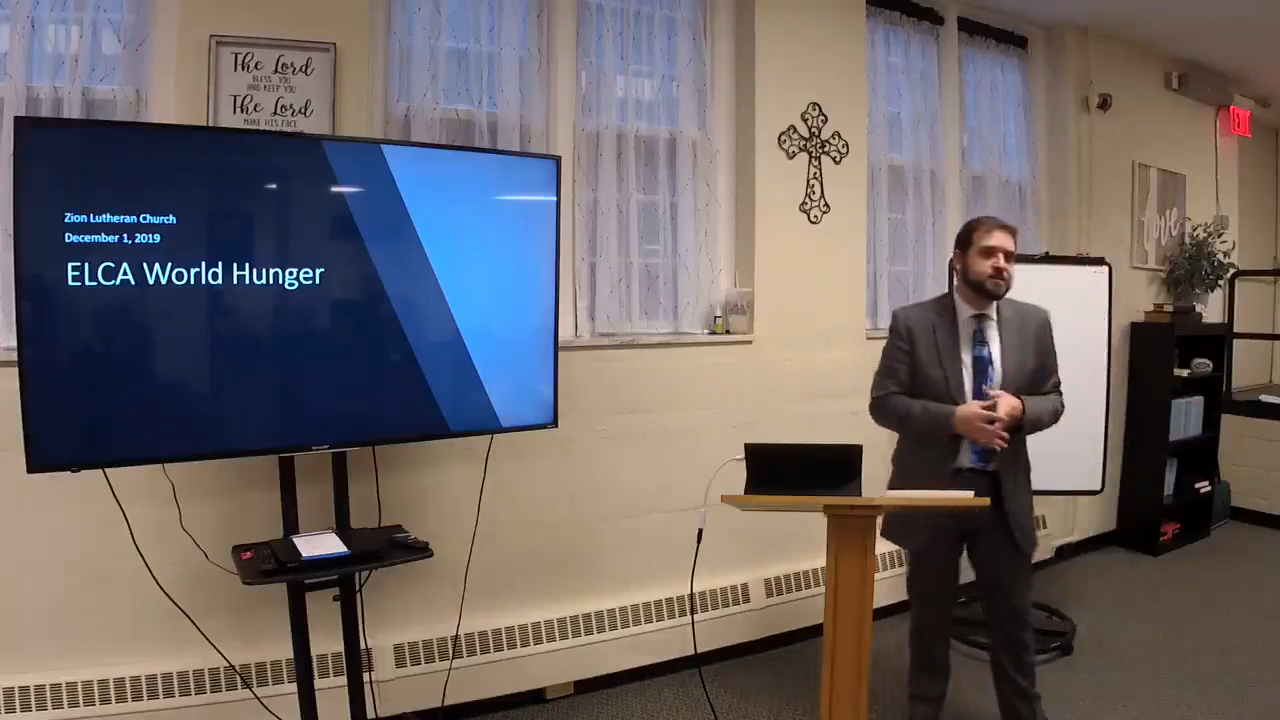 The Lord
BLESS YOU
AND KEEP YOU
The Lord
MAKE HIS FACE
Zion Lutheran Church
December 1, 2019
ELCA World Hunger
EXIT
love